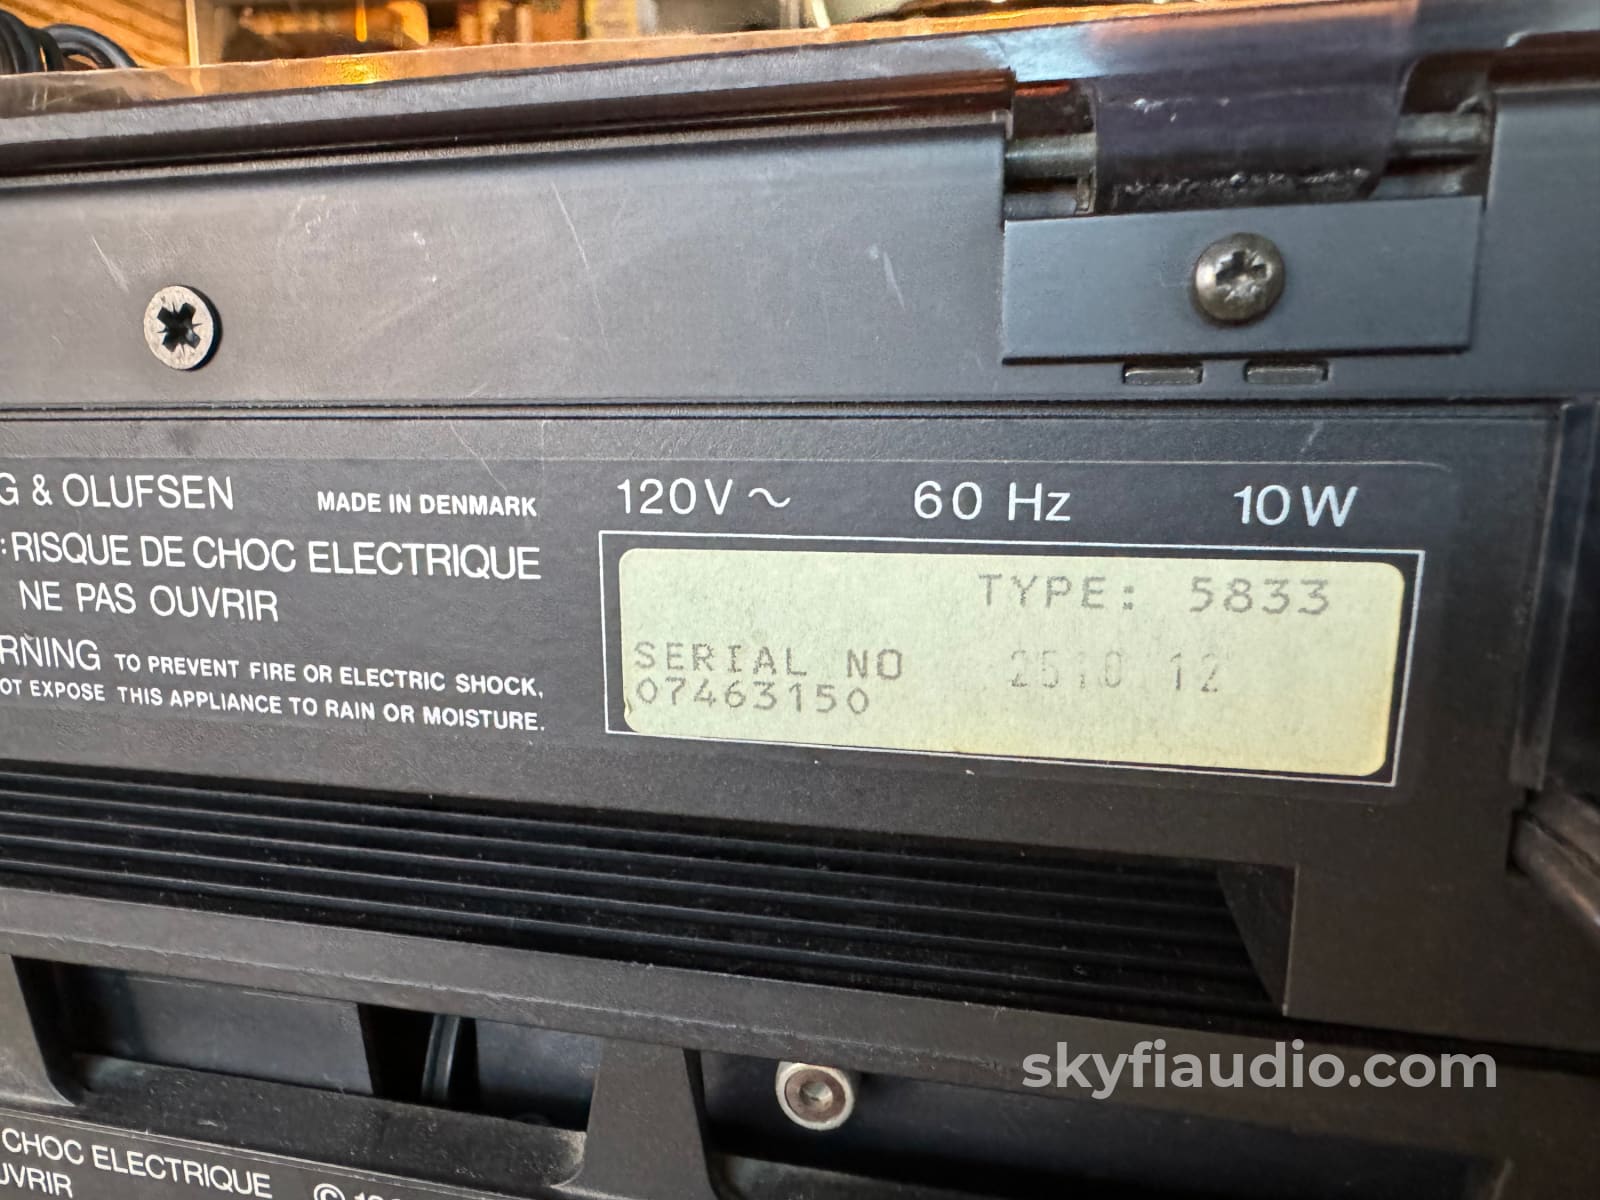 G & OLUFSEN MADE IN DENMARK
: RISQUE DE CHOC ELECTRIQUE
NE PAS OUVRIR
RNING TO PREVENT FIRE OR ELECTRIC SHOCK,
OT EXPOSE THIS APPLIANCE TO RAIN OR MOISTURE.
120V ~ 60 Hz 10W
TYPE: 5833
SERIAL NO 2510 12
07463150
skyfiaudio.com
CHOC ELECTRIQUE
UVRIR ©